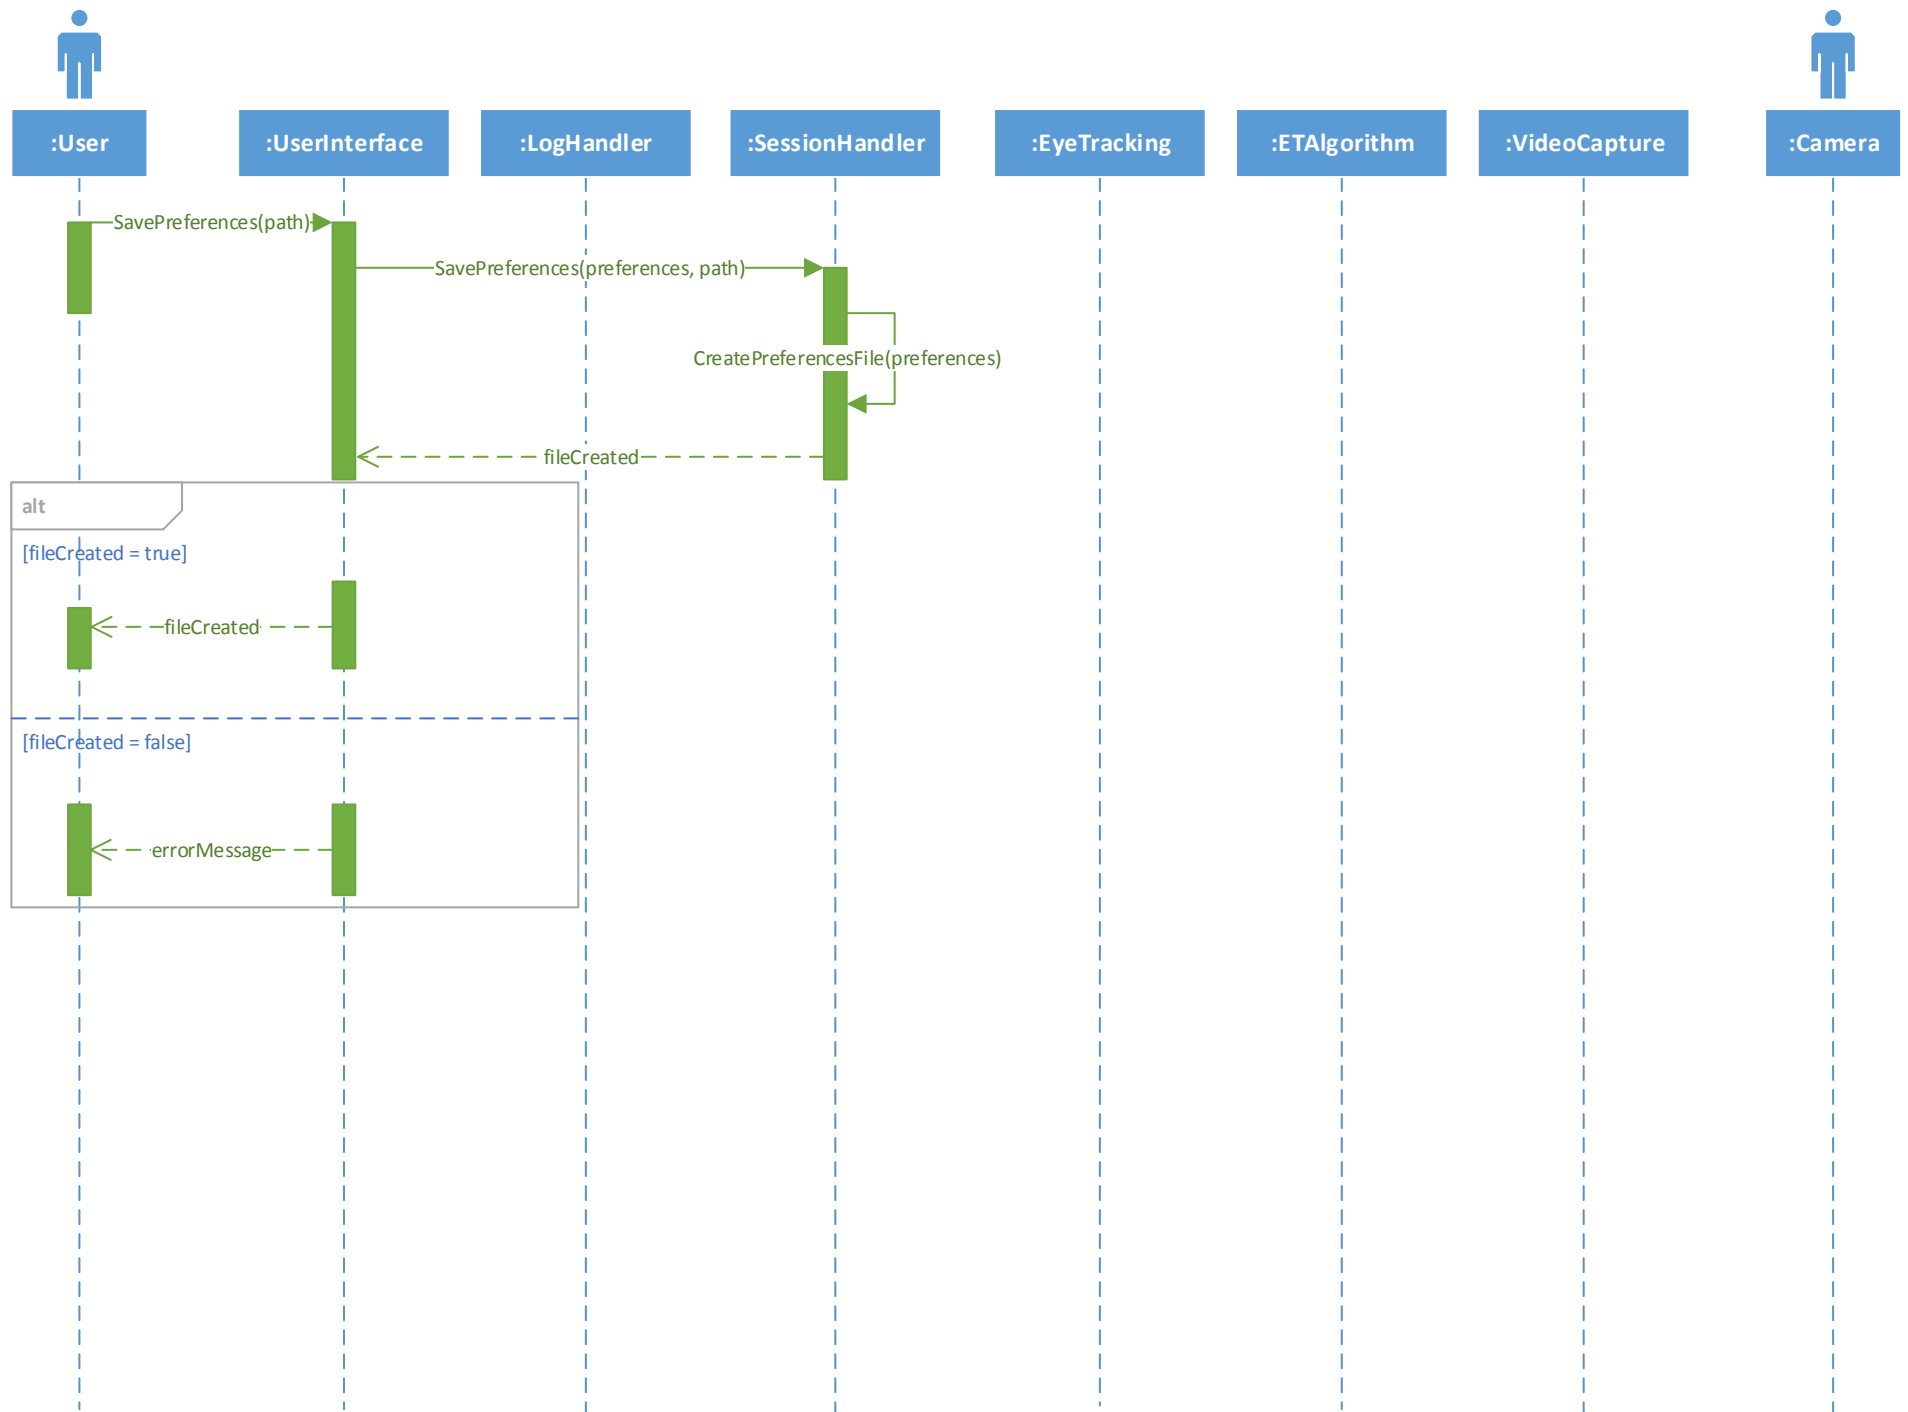 :User
:UserInterface
:LogHandler
:SessionHandler
:EyeTracking
:ETAlgorithm
:VideoCapture
:Camera
SavePreferences(path)
SavePreferences(preferences, path)
CreatePreferencesFile(preferences)
fileCreated
alt
[fileCreated = true]
fileCreated
[fileCreated = false]
errorMessage